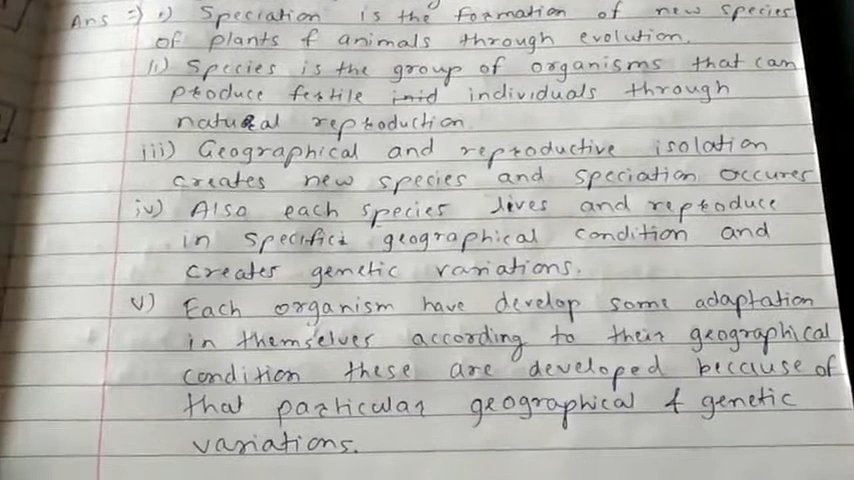 Ans ⇒ i) Speciation is the formation of new species
of plants & animals through evolution.
ii) Species is the group of organisms that can
produce fertile individuals through
natural reproduction.
iii) Geographical and reproductive isolation
creates new species and speciation occures
iv) Also each species lives and reproduce
in specific geographical condition and
creates genetic variations.
v) Each organism have develop some adaptation
in themselves according to their geographical
condition these are developed because of
that particular geographical & genetic
variations.